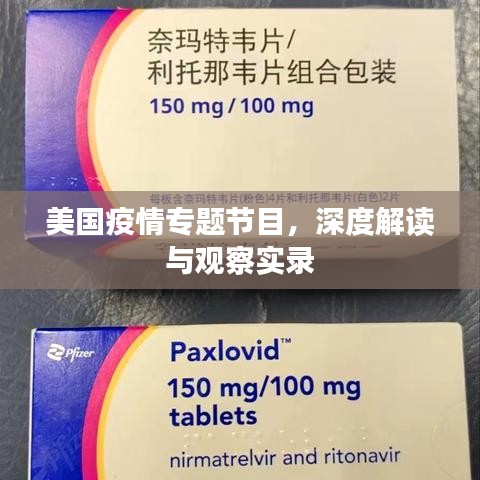 奈玛特韦片/
利托那韦片组合包装
150 mg/100 mg
每板含奈玛特韦片(粉色)4片和利托那韦片(白色)2片
美国疫情专题节目，深度解读
与观察实录
Pfizer
Paxlovid™
150 mg/100 mg
tablets
nirmatrelvir and ritonavir